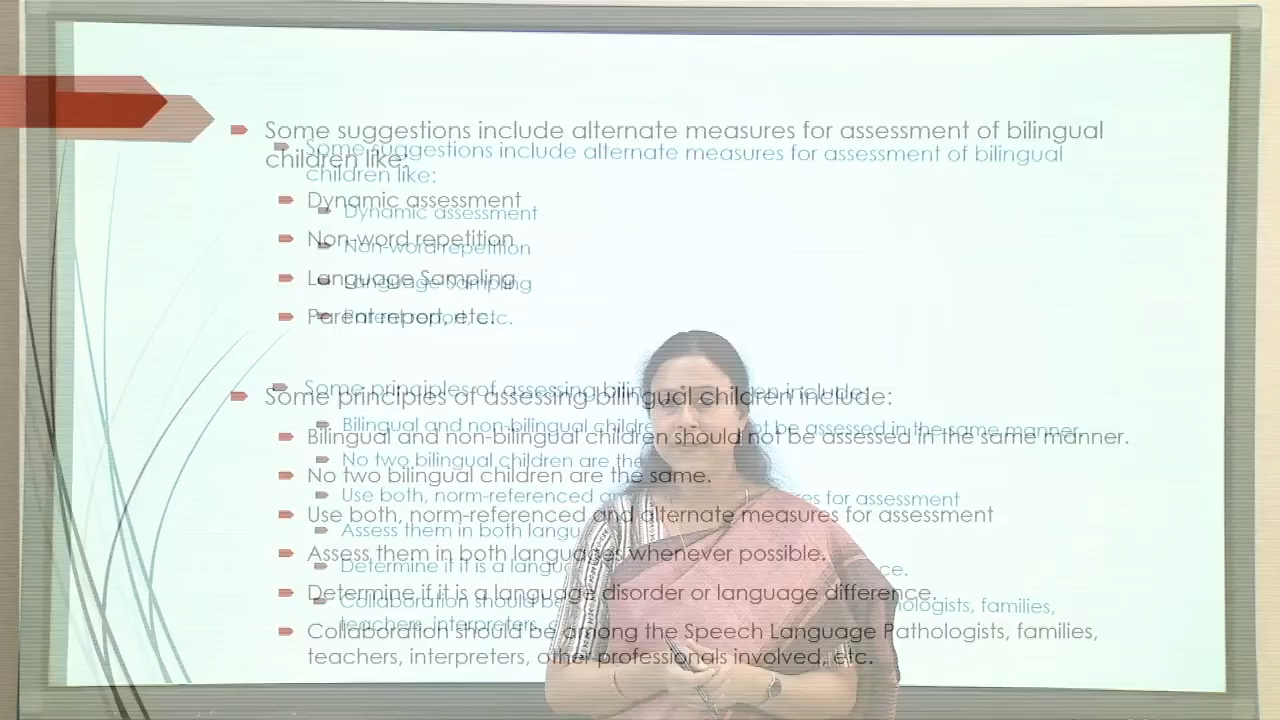 Some suggestions include alternate measures for assessment of bilingual
children like:
Dynamic assessment
Non-word repetition
Language Sampling
Parent report, etc.
Some principles of assessing bilingual children include:
Bilingual and non-bilingual children should not be assessed in the same manner.
No two bilingual children are the same.
Use both, norm-referenced and alternate measures for assessment
Assess them in both languages whenever possible.
Determine if it is a language disorder or language difference.
Collaboration should be among the Speech Language Pathologists, families,
teachers, interpreters, other professionals involved, etc.